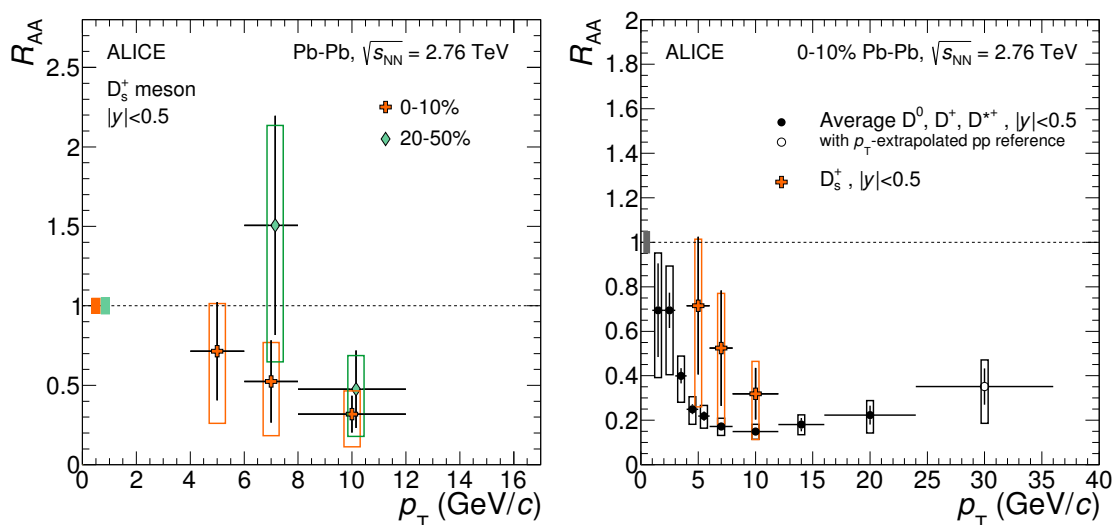 R_AA
ALICE
Pb-Pb, √s_NN = 2.76 TeV
D_s^+ meson
|y|<0.5
0-10%
20-50%
2.5
2
1.5
1
0.5
0
0 2 4 6 8 10 12 14 16
p_T (GeV/c)
R_AA
ALICE
0-10% Pb-Pb, √s_NN = 2.76 TeV
Average D^0, D^+, D^*+ , |y|<0.5
with p_T-extrapolated pp reference
D_s^+ , |y|<0.5
2
1.8
1.6
1.4
1.2
1
0.8
0.6
0.4
0.2
0
0 5 10 15 20 25 30 35 40
p_T (GeV/c)